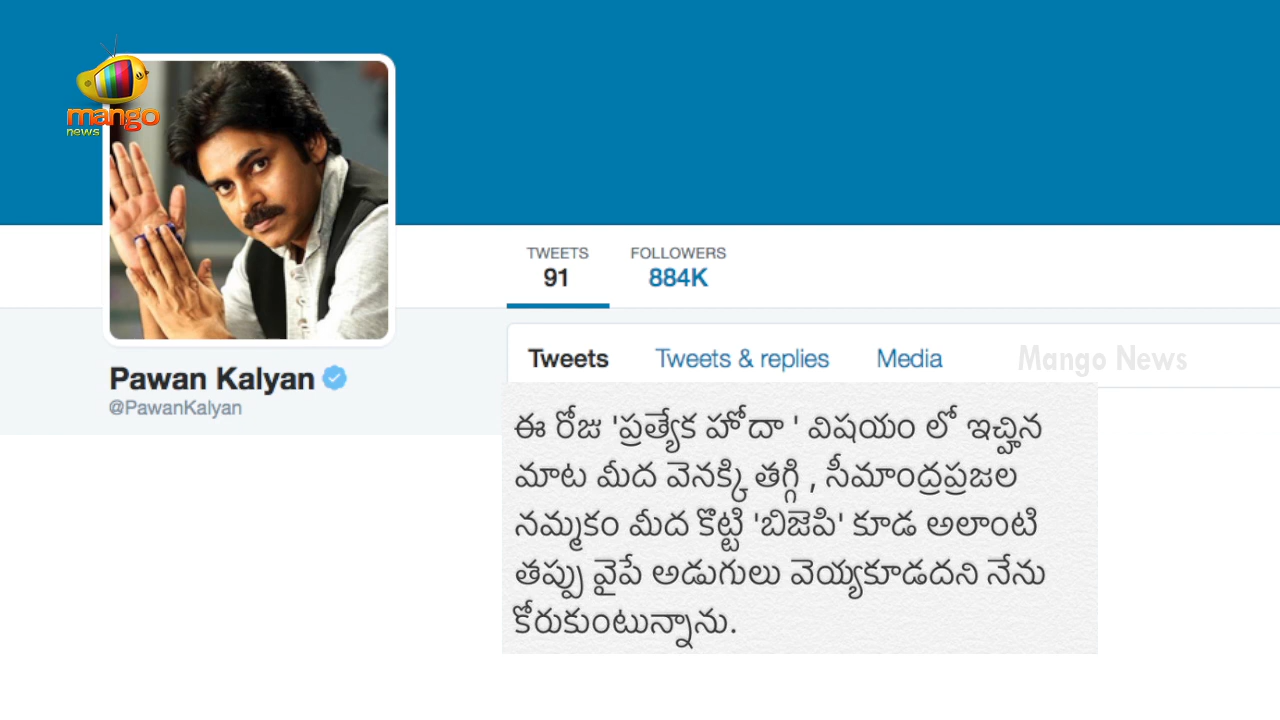 mango
news
TWEETS
91
FOLLOWERS
884K
Tweets
Tweets & replies
Media
Mango News
Pawan Kalyan
@PawanKalyan
ఈ రోజు 'ప్రత్యేక హోదా ' విషయం లో ఇచ్చిన
మాట మీద వెనక్కి తగ్గి , సీమాంద్రప్రజల
నమ్మకం మీద కొట్టి 'బిజెపి' కూడ అలాంటి
తప్పు వైపే అడుగులు వెయ్యకూడదని నేను
కోరుకుంటున్నాను.